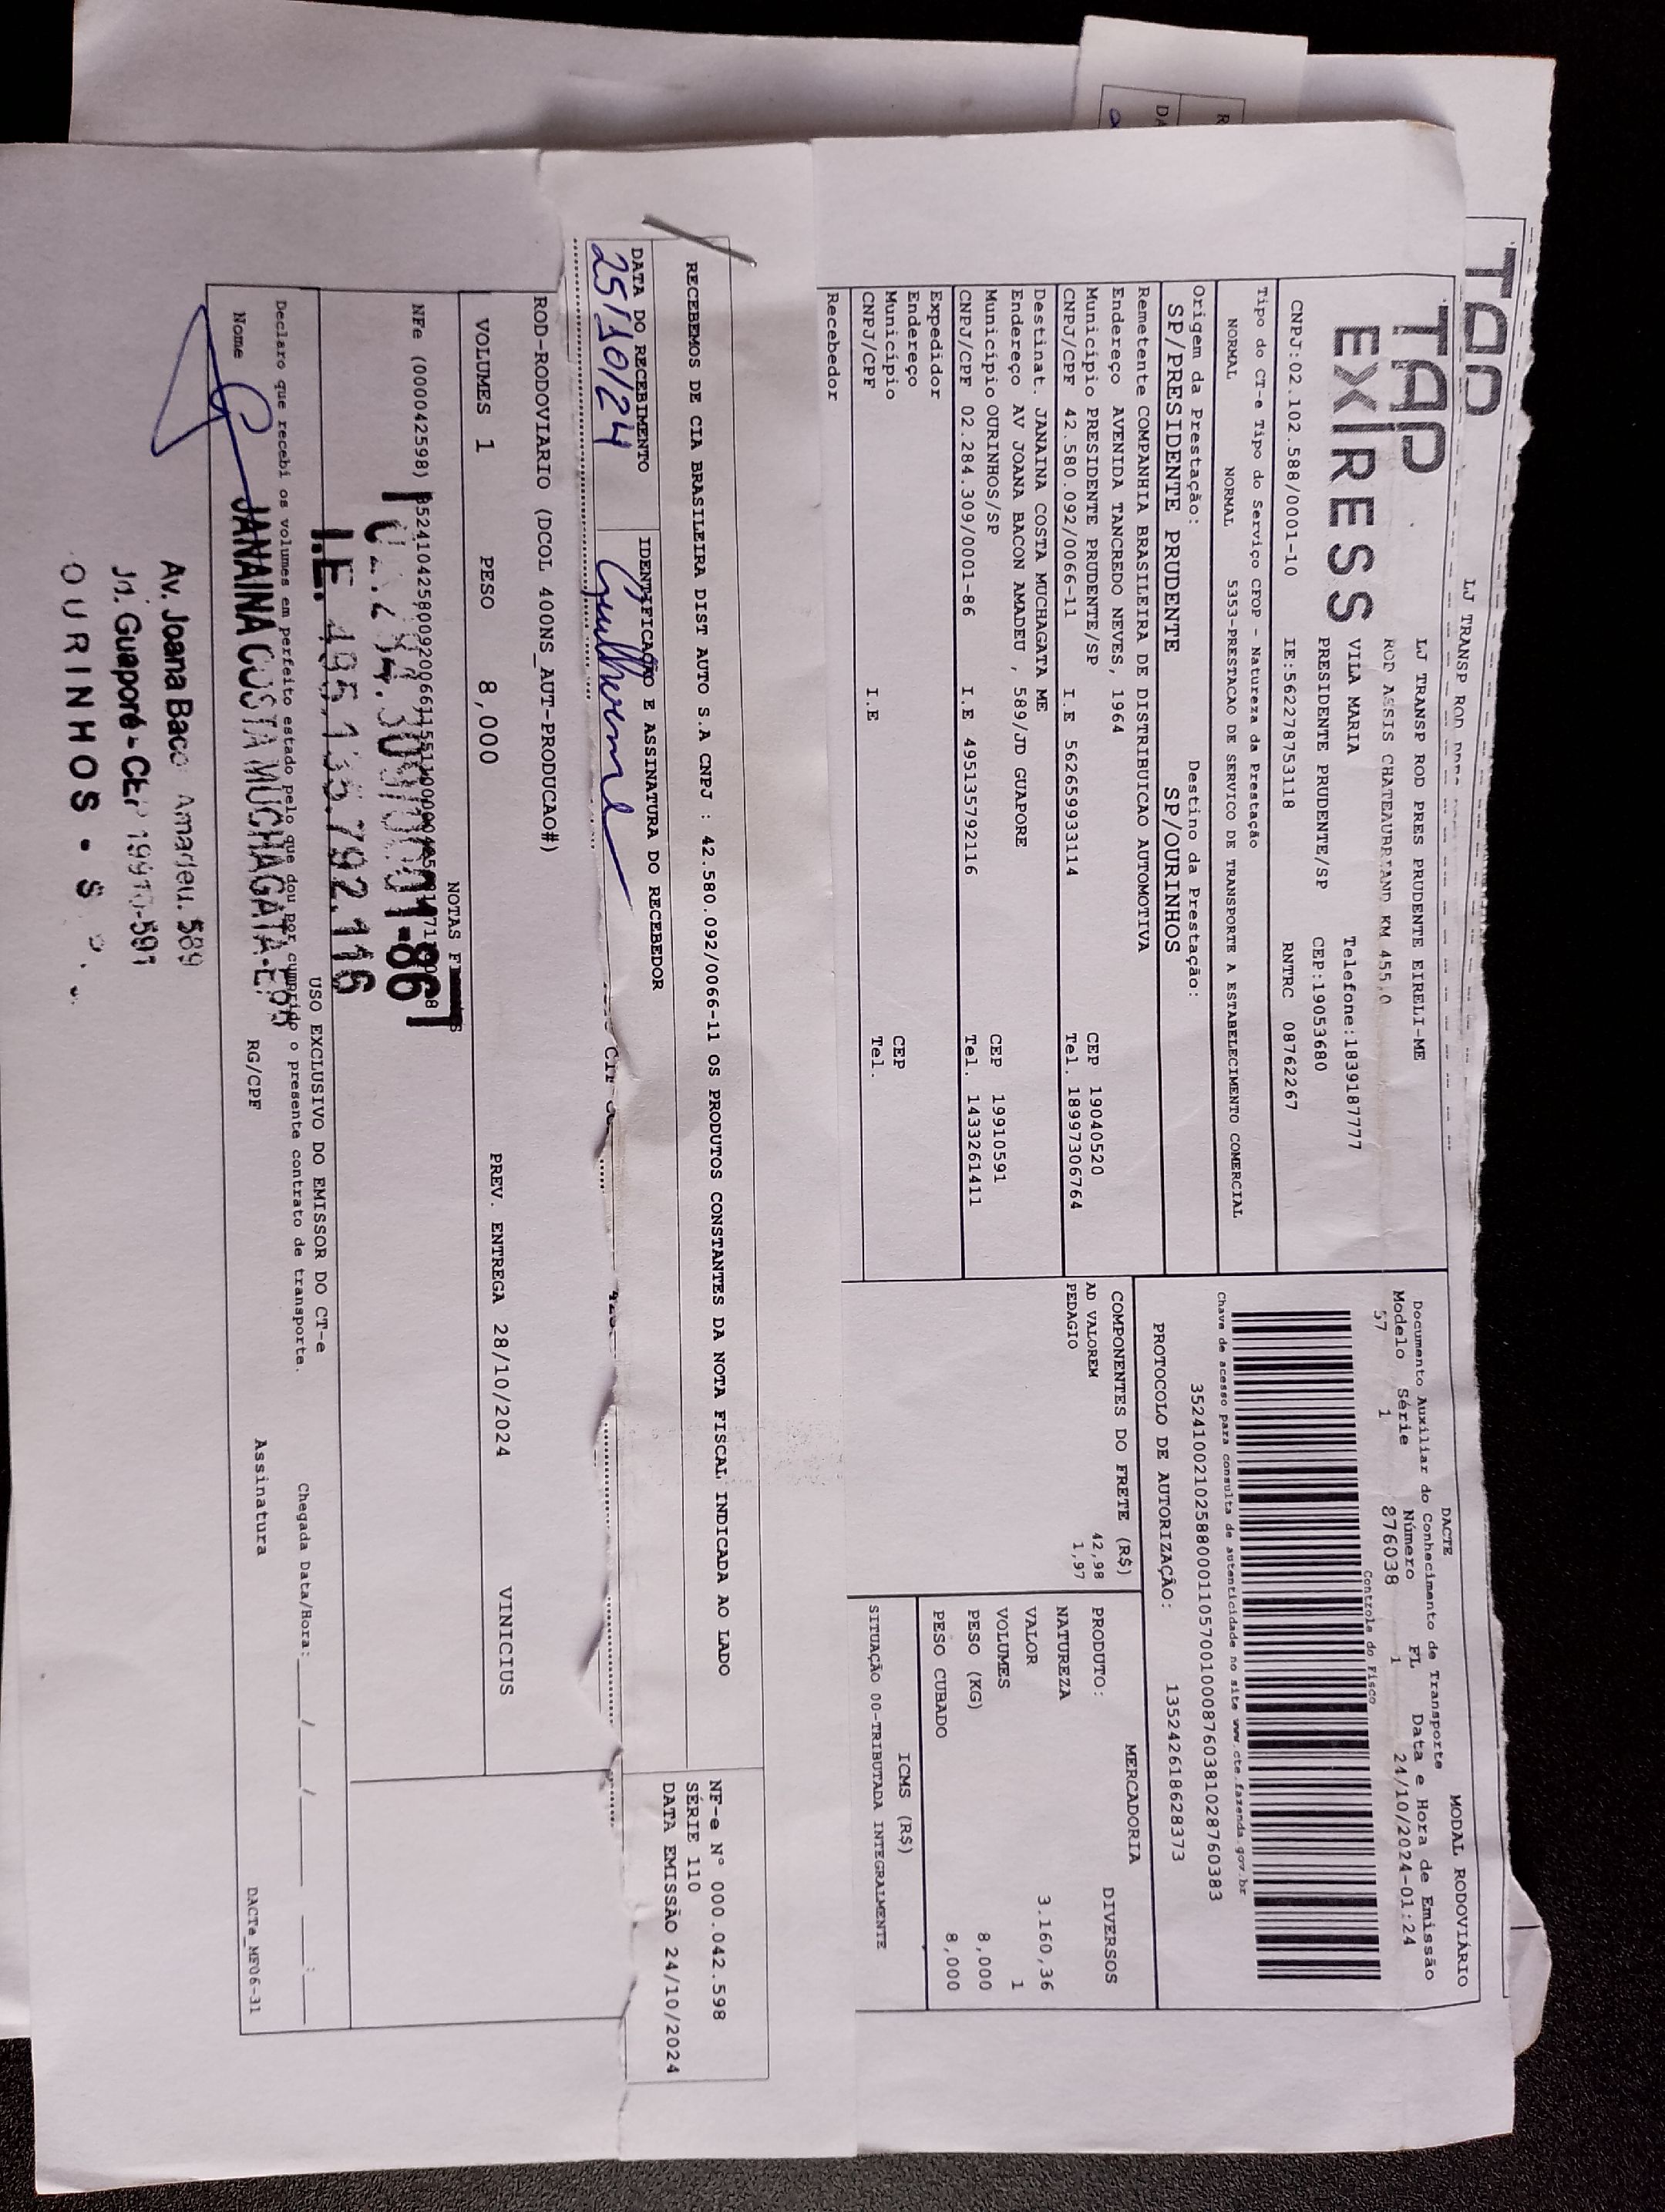 TAP
LJ TRANSP ROD
TAP
EXPRESS
LJ TRANSP ROD PRES PRUDENTE EIRELI-ME
ROD ASSIS CHATEAUBRIAND KM 455,0
VILA MARIA Telefone:1839187777
PRESIDENTE PRUDENTE/SP CEP:19053680
CNPJ:02.102.588/0001-10 IE:562278753118 RNTRC 08762267
DACTE MODAL RODOVIÁRIO
Documento Auxiliar do Conhecimento de Transporte
Modelo Série Número FL Data e Hora de Emissão
57 1 876038 1 24/10/2024-01:24
Controle do Fisco
Chave de acesso para consulta de autenticidade no site www.cte.fazenda.gov.br
35241002102588000110570010008760381028760383
PROTOCOLO DE AUTORIZAÇÃO: 135242618628373
Tipo do CT-e Tipo do Serviço CFOP - Natureza da Prestação
NORMAL NORMAL 5353-PRESTACAO DE SERVICO DE TRANSPORTE A ESTABELECIMENTO COMERCIAL
Origem da Prestação: Destino da Prestação:
SP/PRESIDENTE PRUDENTE SP/OURINHOS
Remetente COMPANHIA BRASILEIRA DE DISTRIBUICAO AUTOMOTIVA
Endereço AVENIDA TANCREDO NEVES, 1964
Município PRESIDENTE PRUDENTE/SP CEP 19040520
CNPJ/CPF 42.580.092/0066-11 I.E 562659933114 Tel. 18997306764
Destinat. JANAINA COSTA MUCHAGATA ME
Endereço AV JOANA BACON AMADEU , 589/JD GUAPORE
Município OURINHOS/SP CEP 19910591
CNPJ/CPF 02.284.309/0001-86 I.E 495135792116 Tel. 1433261411
Expedidor
Endereço
Município CEP
CNPJ/CPF I.E Tel.
Recebedor
COMPONENTES DO FRETE (R$)
AD VALOREM 42,98
PEDAGIO 1,97
MERCADORIA
PRODUTO: DIVERSOS
NATUREZA
VALOR 3.160,36
VOLUMES 1
PESO (KG) 8,000
PESO CUBADO 8,000
ICMS (R$)
SITUAÇÃO 00-TRIBUTADA INTEGRALMENTE
RECEBEMOS DE CIA BRASILEIRA DIST AUTO S.A CNPJ : 42.580.092/0066-11 OS PRODUTOS CONSTANTES DA NOTA FISCAL INDICADA AO LADO
NF-e Nº 000.042.598
SÉRIE 110
DATA EMISSÃO 24/10/2024
DATA DO RECEBIMENTO IDENTIFICAÇÃO E ASSINATURA DO RECEBEDOR
25/10/24 Guilherme
ROD-RODOVIARIO (DCOL 400NS_AUT-PRODUCAO#)
VOLUMES 1 PESO 8,000 PREV. ENTREGA 28/10/2024 VINICIUS
NOTAS
NFe (000042598)
I.E. 495.135.792.116
USO EXCLUSIVO DO EMISSOR DO CT-e
Declaro que recebi os volumes em perfeito estado pelo que dou por cumprido o presente contrato de transporte. Chegada Data/Hora: ___/___/___ ___:___
Nome RG/CPF Assinatura DACTe_MF06-31
JANAINA COSTA MUCHAGATA-EPP
Av. Joana Bacon Amadeu. 589
Jd. Guaporé - CEP 19910-591
OURINHOS - S.P.